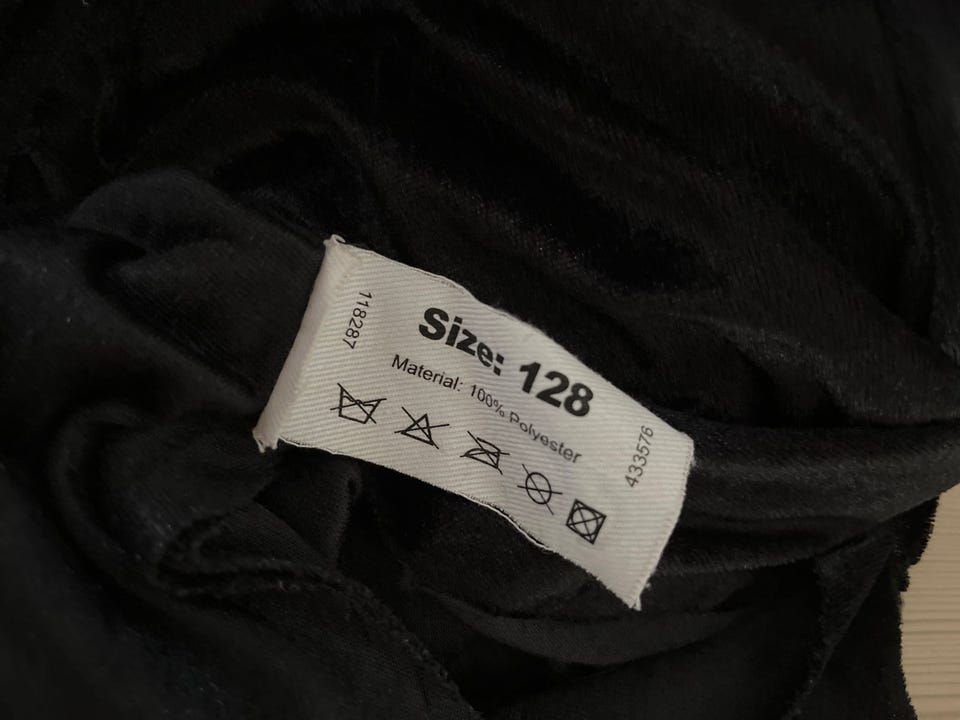 118287
Size: 128
Material: 100% Polyester
433576